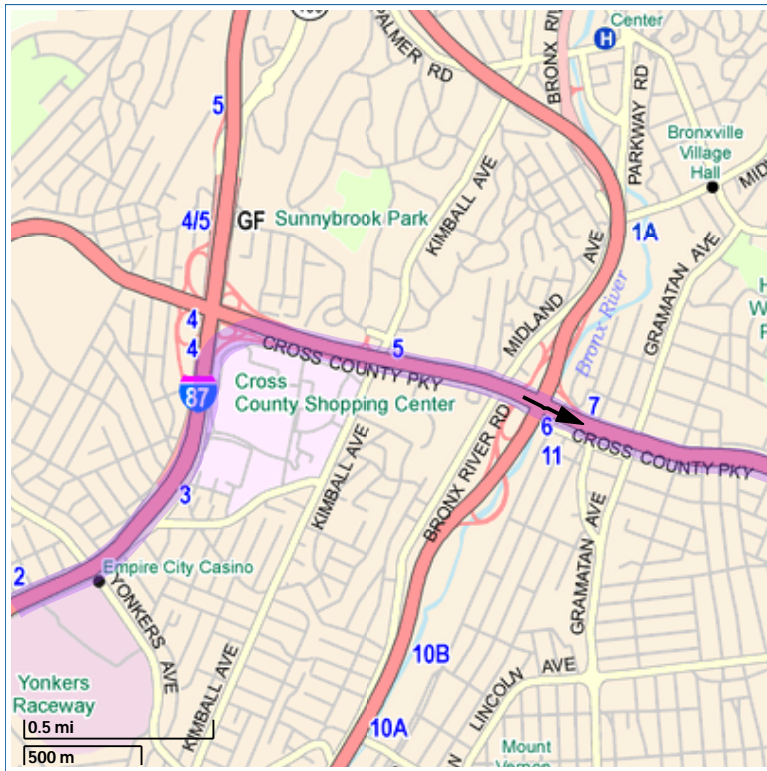 Center
H
PALMER RD
BRONX RIV
PARKWAY RD
5
Bronxville
Village
Hall
KIMBALL AVE
4/5
GF
Sunnybrook Park
1A
MIDLAND AVE
GRAMATAN AVE
Bronx River
4
4
5
CROSS COUNTY PKY
87
Cross
County Shopping Center
7
6
11
CROSS COUNTY PKY
BRONX RIVER RD
KIMBALL AVE
3
2
Empire City Casino
YONKERS AVE
GRAMATAN AVE
KIMBALL AVE
10B
LINCOLN AVE
Yonkers
Raceway
10A
0.5 mi
500 m
Mount
Vernon